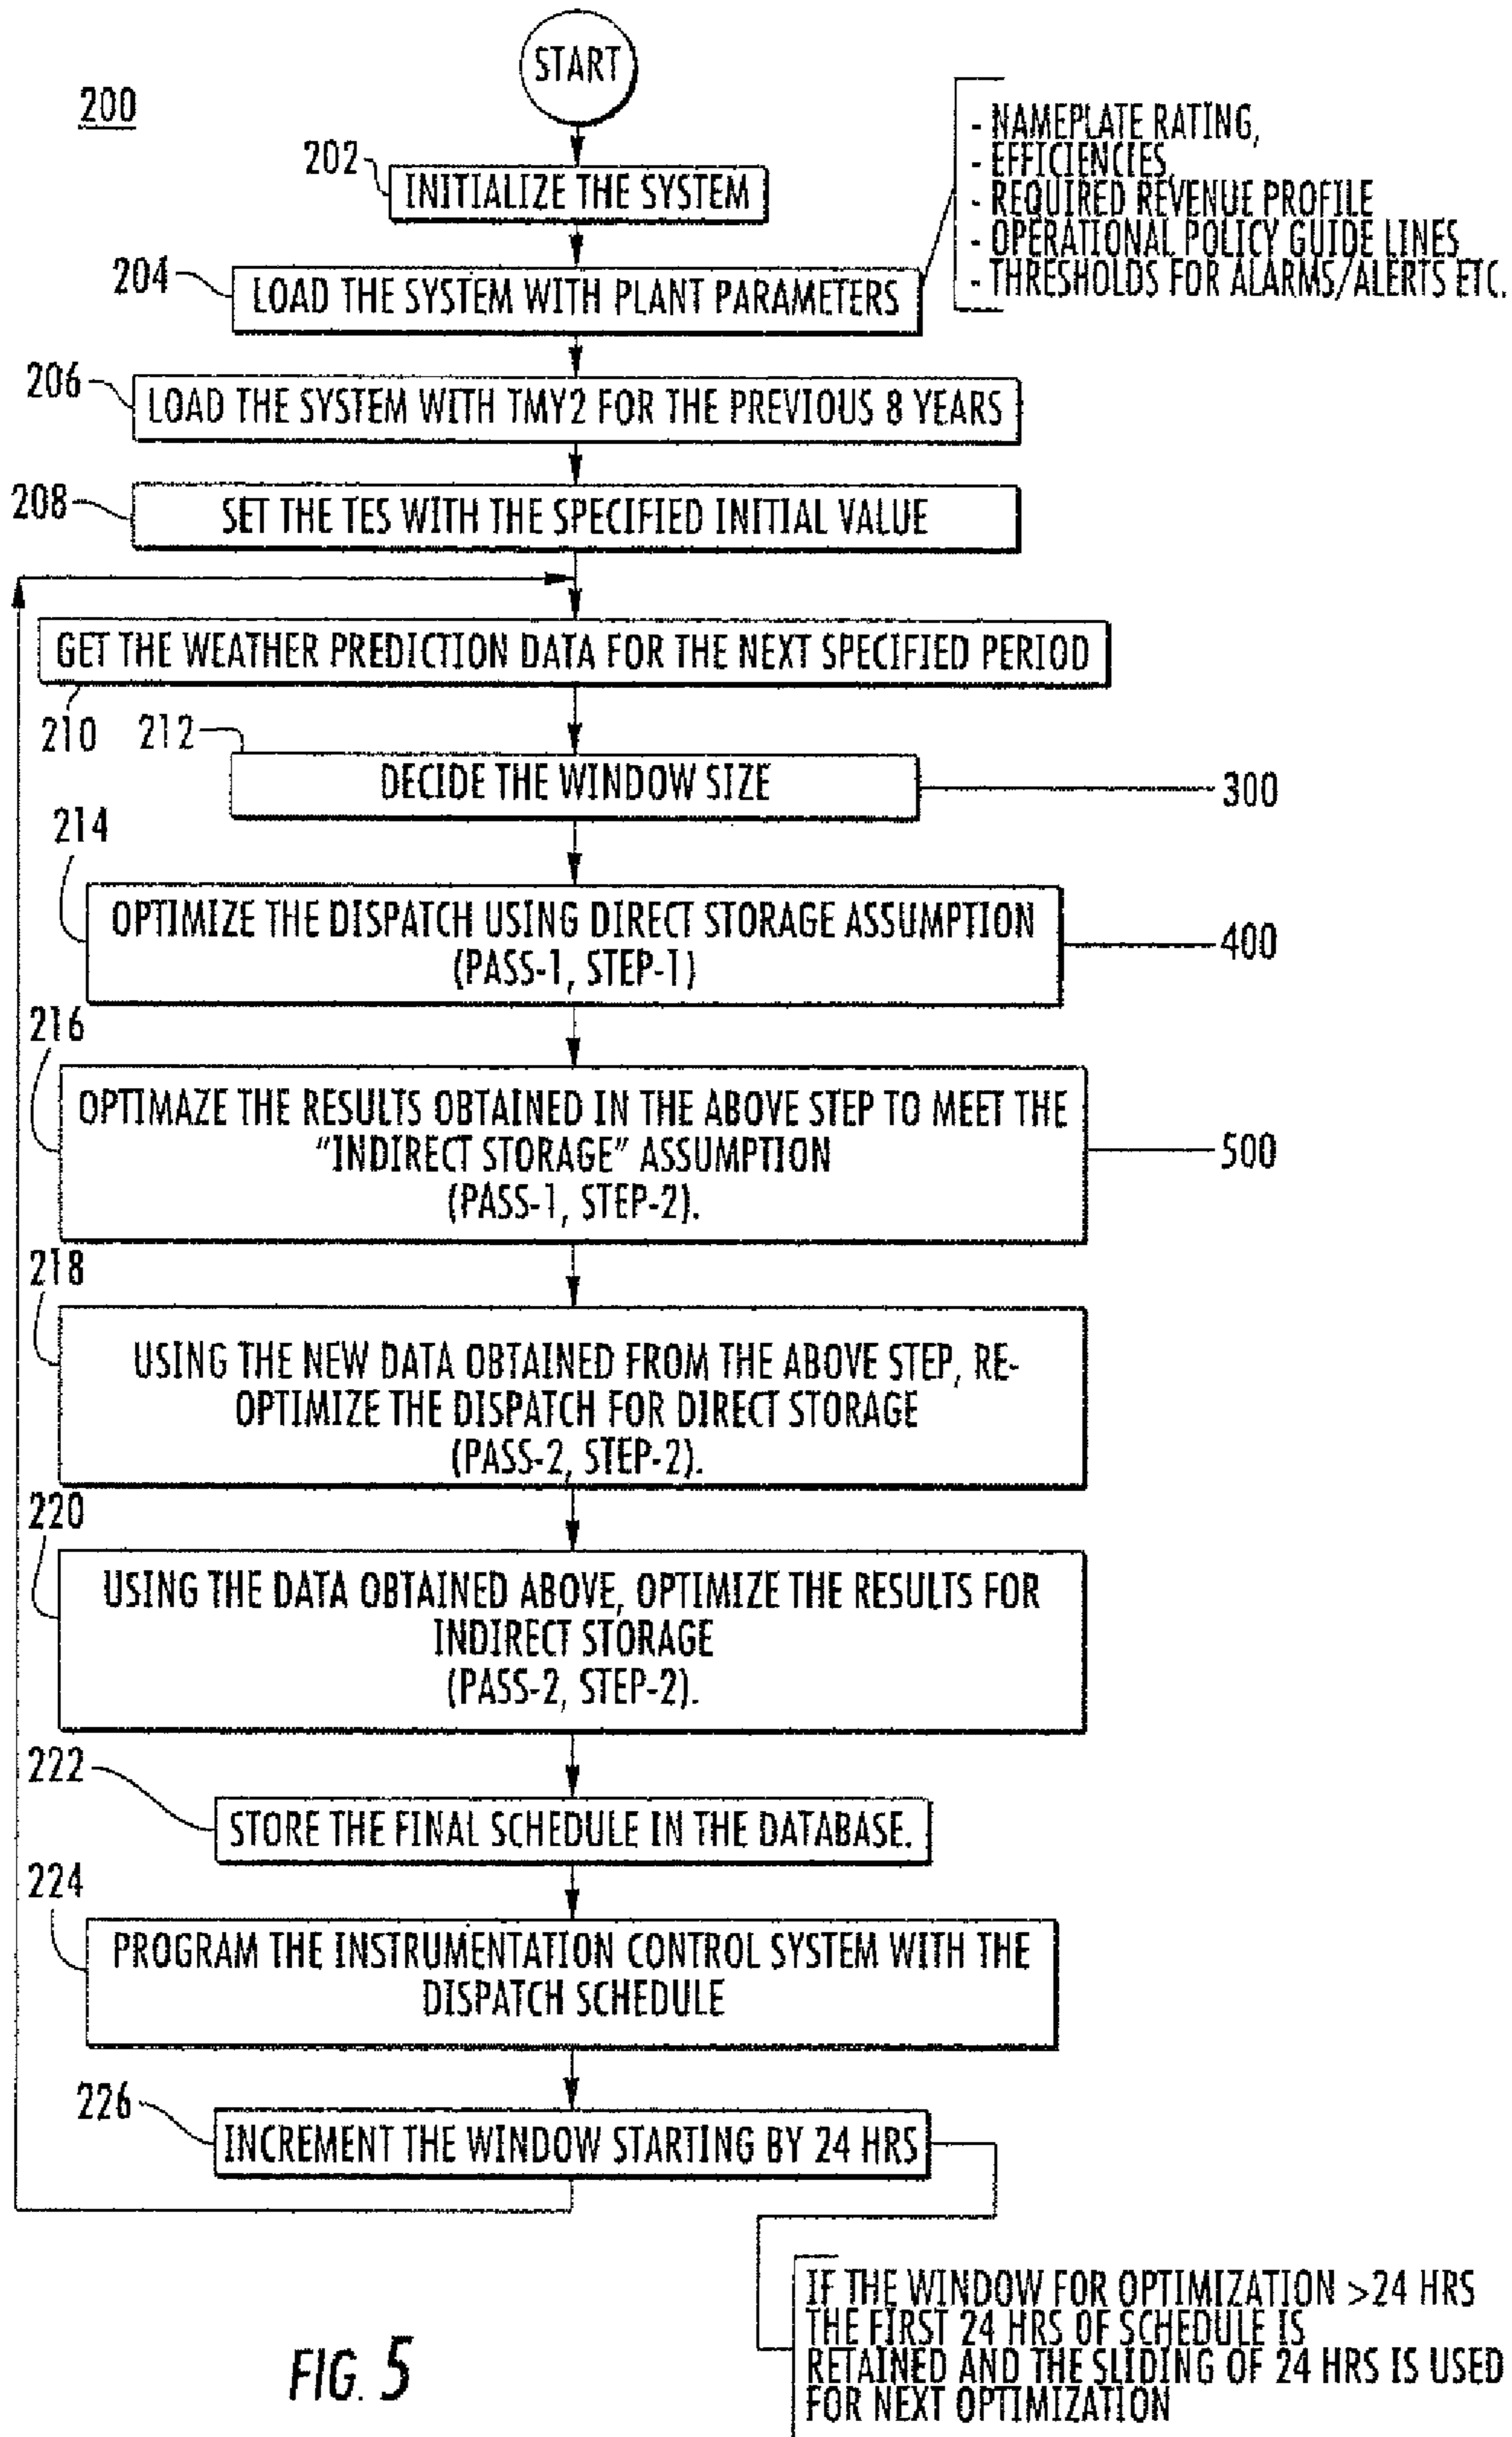 START
200
- NAMEPLATE RATING,
- EFFICIENCIES,
- REQUIRED REVENUE PROFILE
- OPERATIONAL POLICY GUIDE LINES
- THRESHOLDS FOR ALARMS/ALERTS ETC.
202
INITIALIZE THE SYSTEM
204
LOAD THE SYSTEM WITH PLANT PARAMETERS
206
LOAD THE SYSTEM WITH TMY2 FOR THE PREVIOUS 8 YEARS
208
SET THE TES WITH THE SPECIFIED INITIAL VALUE
GET THE WEATHER PREDICTION DATA FOR THE NEXT SPECIFIED PERIOD
210
212
DECIDE THE WINDOW SIZE
300
214
OPTIMIZE THE DISPATCH USING DIRECT STORAGE ASSUMPTION
(PASS-1, STEP-1)
400
216
OPTIMAZE THE RESULTS OBTAINED IN THE ABOVE STEP TO MEET THE
"INDIRECT STORAGE" ASSUMPTION
(PASS-1, STEP-2).
500
218
USING THE NEW DATA OBTAINED FROM THE ABOVE STEP, RE-
OPTIMIZE THE DISPATCH FOR DIRECT STORAGE
(PASS-2, STEP-2).
220
USING THE DATA OBTAINED ABOVE, OPTIMIZE THE RESULTS FOR
INDIRECT STORAGE
(PASS-2, STEP-2).
222
STORE THE FINAL SCHEDULE IN THE DATABASE.
224
PROGRAM THE INSTRUMENTATION CONTROL SYSTEM WITH THE
DISPATCH SCHEDULE
226
INCREMENT THE WINDOW STARTING BY 24 HRS
IF THE WINDOW FOR OPTIMIZATION >24 HRS
THE FIRST 24 HRS OF SCHEDULE IS
RETAINED AND THE SLIDING OF 24 HRS IS USED
FOR NEXT OPTIMIZATION
FIG. 5